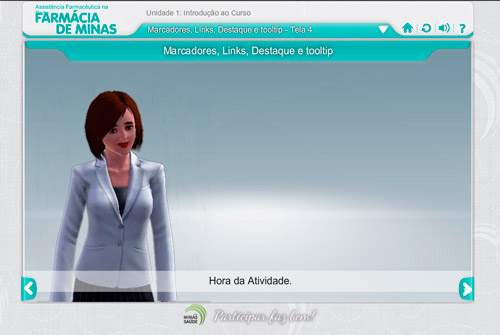 Assistência Farmacêutica na
FARMÁCIA
DE MINAS
Unidade 1: Introdução ao Curso
Marcadores, Links, Destaque e tooltip - Tela 4
?
Marcadores, Links, Destaque e tooltip
Hora da Atividade.
MINAS
SAÚDE
Participar faz bem!